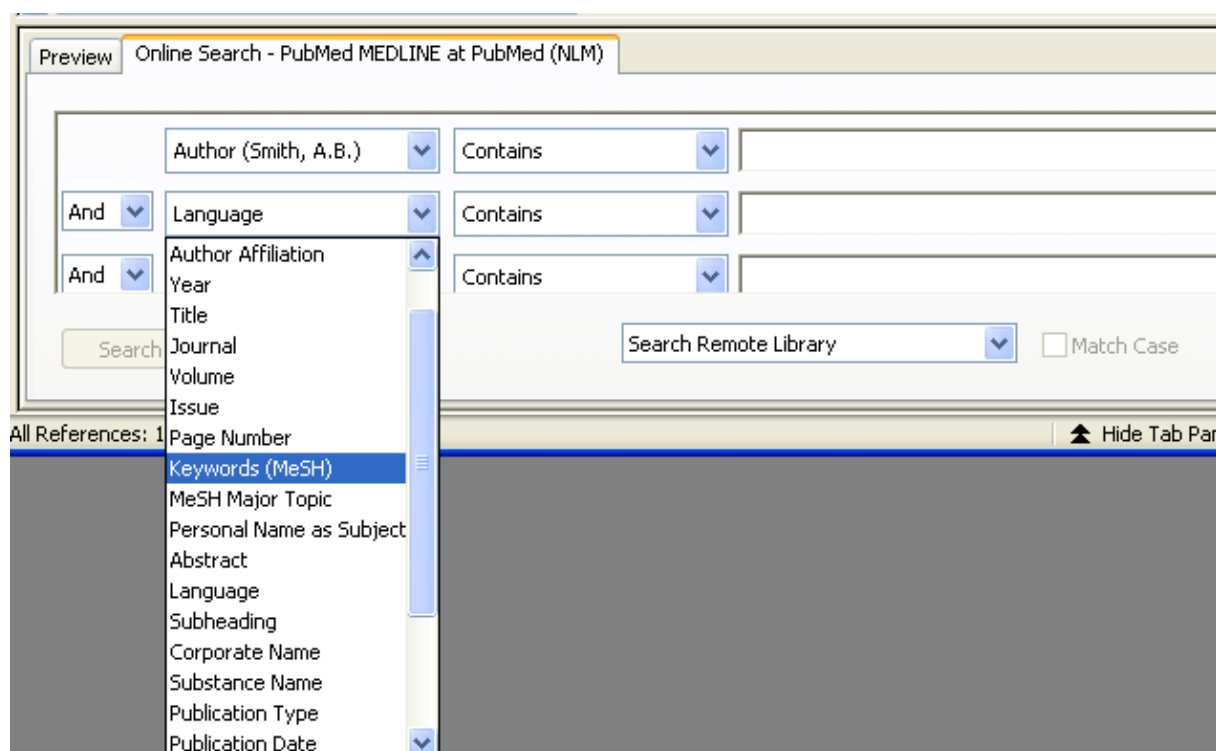 Preview Online Search - PubMed MEDLINE at PubMed (NLM)
Author (Smith, A.B.) Contains
And Language Contains
Author Affiliation
And Contains
Year
Title
Search Journal Search Remote Library Match Case
Volume
Issue
All References: 1 Page Number Hide Tab Par
Keywords (MeSH)
MeSH Major Topic
Personal Name as Subject
Abstract
Language
Subheading
Corporate Name
Substance Name
Publication Type
Publication Date